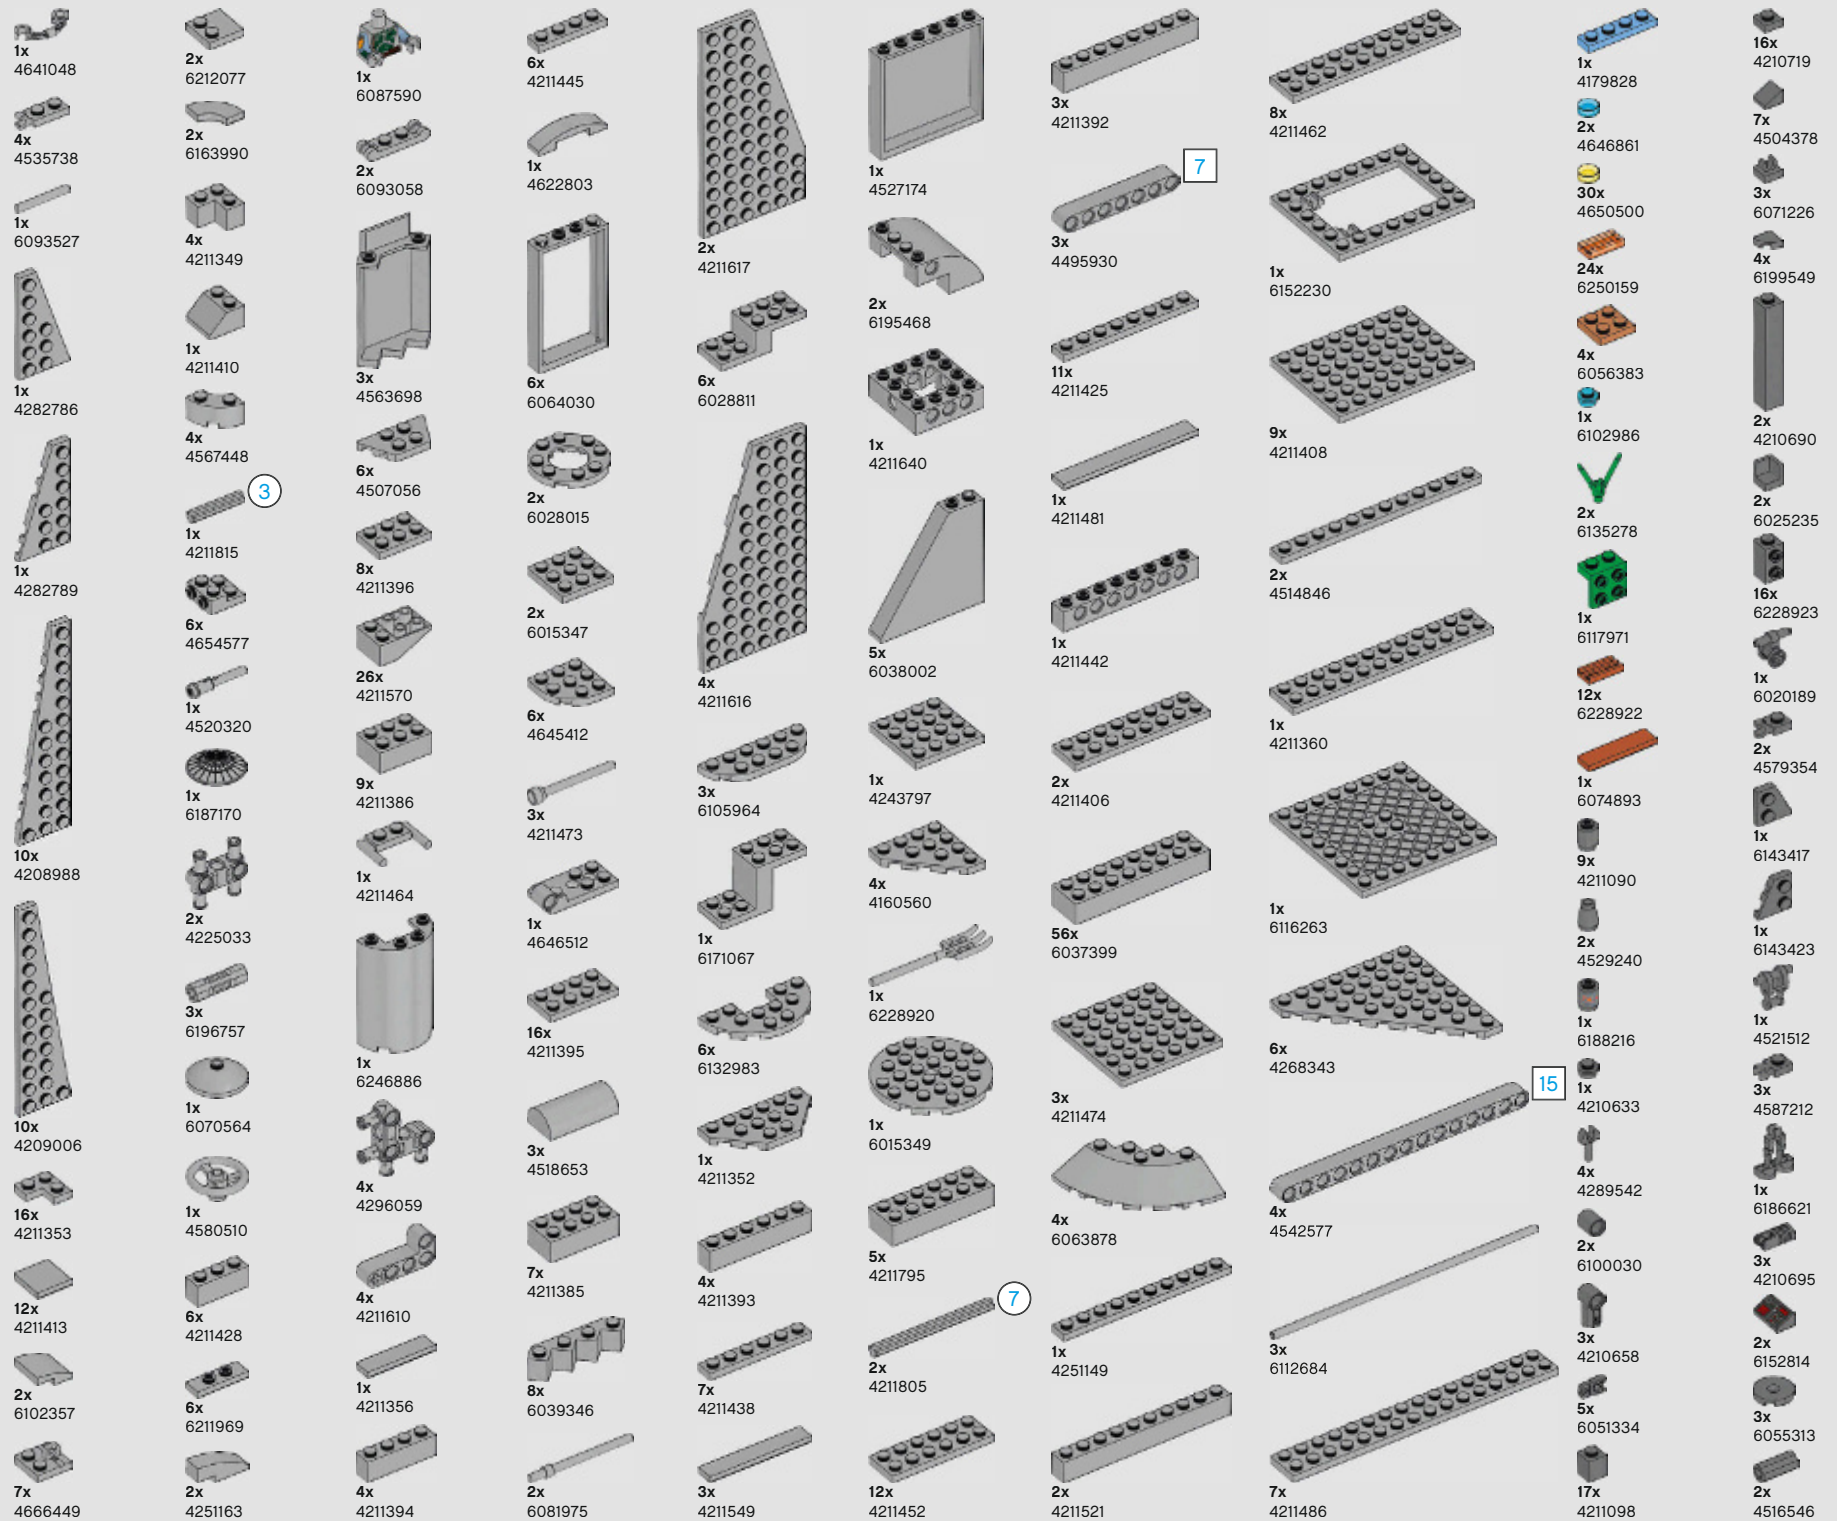 1x
4641048
4x
4535738
1x
6093527
1x
4282786
1x
4282789
10x
4208988
10x
4209006
16x
4211353
12x
4211413
2x
6102357
7x
4666449
2x
6212077
2x
6163990
4x
4211349
1x
4211410
4x
4567448
3
1x
4211815
6x
4654577
1x
4520320
1x
6187170
2x
4225033
3x
6196757
1x
6070564
1x
4580510
6x
4211428
6x
6211969
2x
4251163
1x
6087590
2x
6093058
3x
4563698
6x
4507056
8x
4211396
26x
4211570
9x
4211386
1x
4211464
1x
6246886
4x
4296059
4x
4211610
1x
4211356
4x
4211394
6x
4211445
1x
4622803
6x
6064030
2x
6028015
2x
6015347
6x
4645412
3x
4211473
1x
4646512
16x
4211395
3x
4518653
7x
4211385
8x
6039346
2x
6081975
2x
4211617
6x
6028811
4x
4211616
3x
6105964
1x
6171067
6x
6132983
1x
4211352
4x
4211393
7x
4211438
3x
4211549
1x
4527174
2x
6195468
1x
4211640
5x
6038002
1x
4243797
4x
4160560
1x
6228920
1x
6015349
5x
4211795
7
2x
4211805
12x
4211452
3x
4211392
7
3x
4495930
11x
4211425
1x
4211481
1x
4211442
2x
4211406
56x
6037399
3x
4211474
4x
6063878
1x
4251149
2x
4211521
8x
4211462
1x
6152230
9x
4211408
2x
4514846
1x
4211360
1x
6116263
6x
4268343
15
4x
4542577
3x
6112684
7x
4211486
1x
4179828
2x
4646861
30x
4650500
24x
6250159
4x
6056383
1x
6102986
2x
6135278
1x
6117971
12x
6228922
1x
6074893
9x
4211090
2x
4529240
1x
6188216
1x
4210633
4x
4289542
2x
6100030
3x
4210658
5x
6051334
17x
4211098
16x
4210719
7x
4504378
3x
6071226
4x
6199549
2x
4210690
2x
6025235
16x
6228923
1x
6020189
2x
4579354
1x
6143417
1x
6143423
1x
4521512
3x
4587212
1x
6186621
3x
4210695
2x
6152814
3x
6055313
2x
4516546